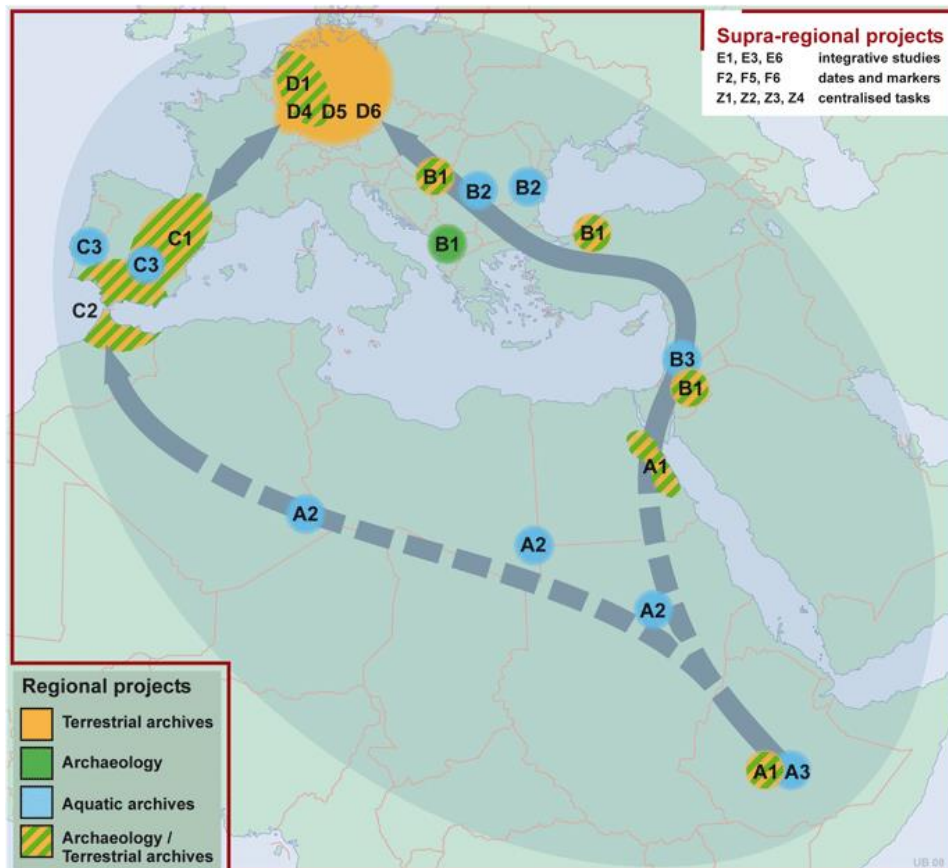 Supra-regional projects
E1, E3, E6 integrative studies
F2, F5, F6 dates and markers
Z1, Z2, Z3, Z4 centralised tasks
D1
D4 D5 D6
B1
B2
B2
C1
B1
B1
C3
C3
C2
B3
B1
A1
A2
A2
A2
A1 A3
Regional projects
Terrestrial archives
Archaeology
Aquatic archives
Archaeology /
Terrestrial archives